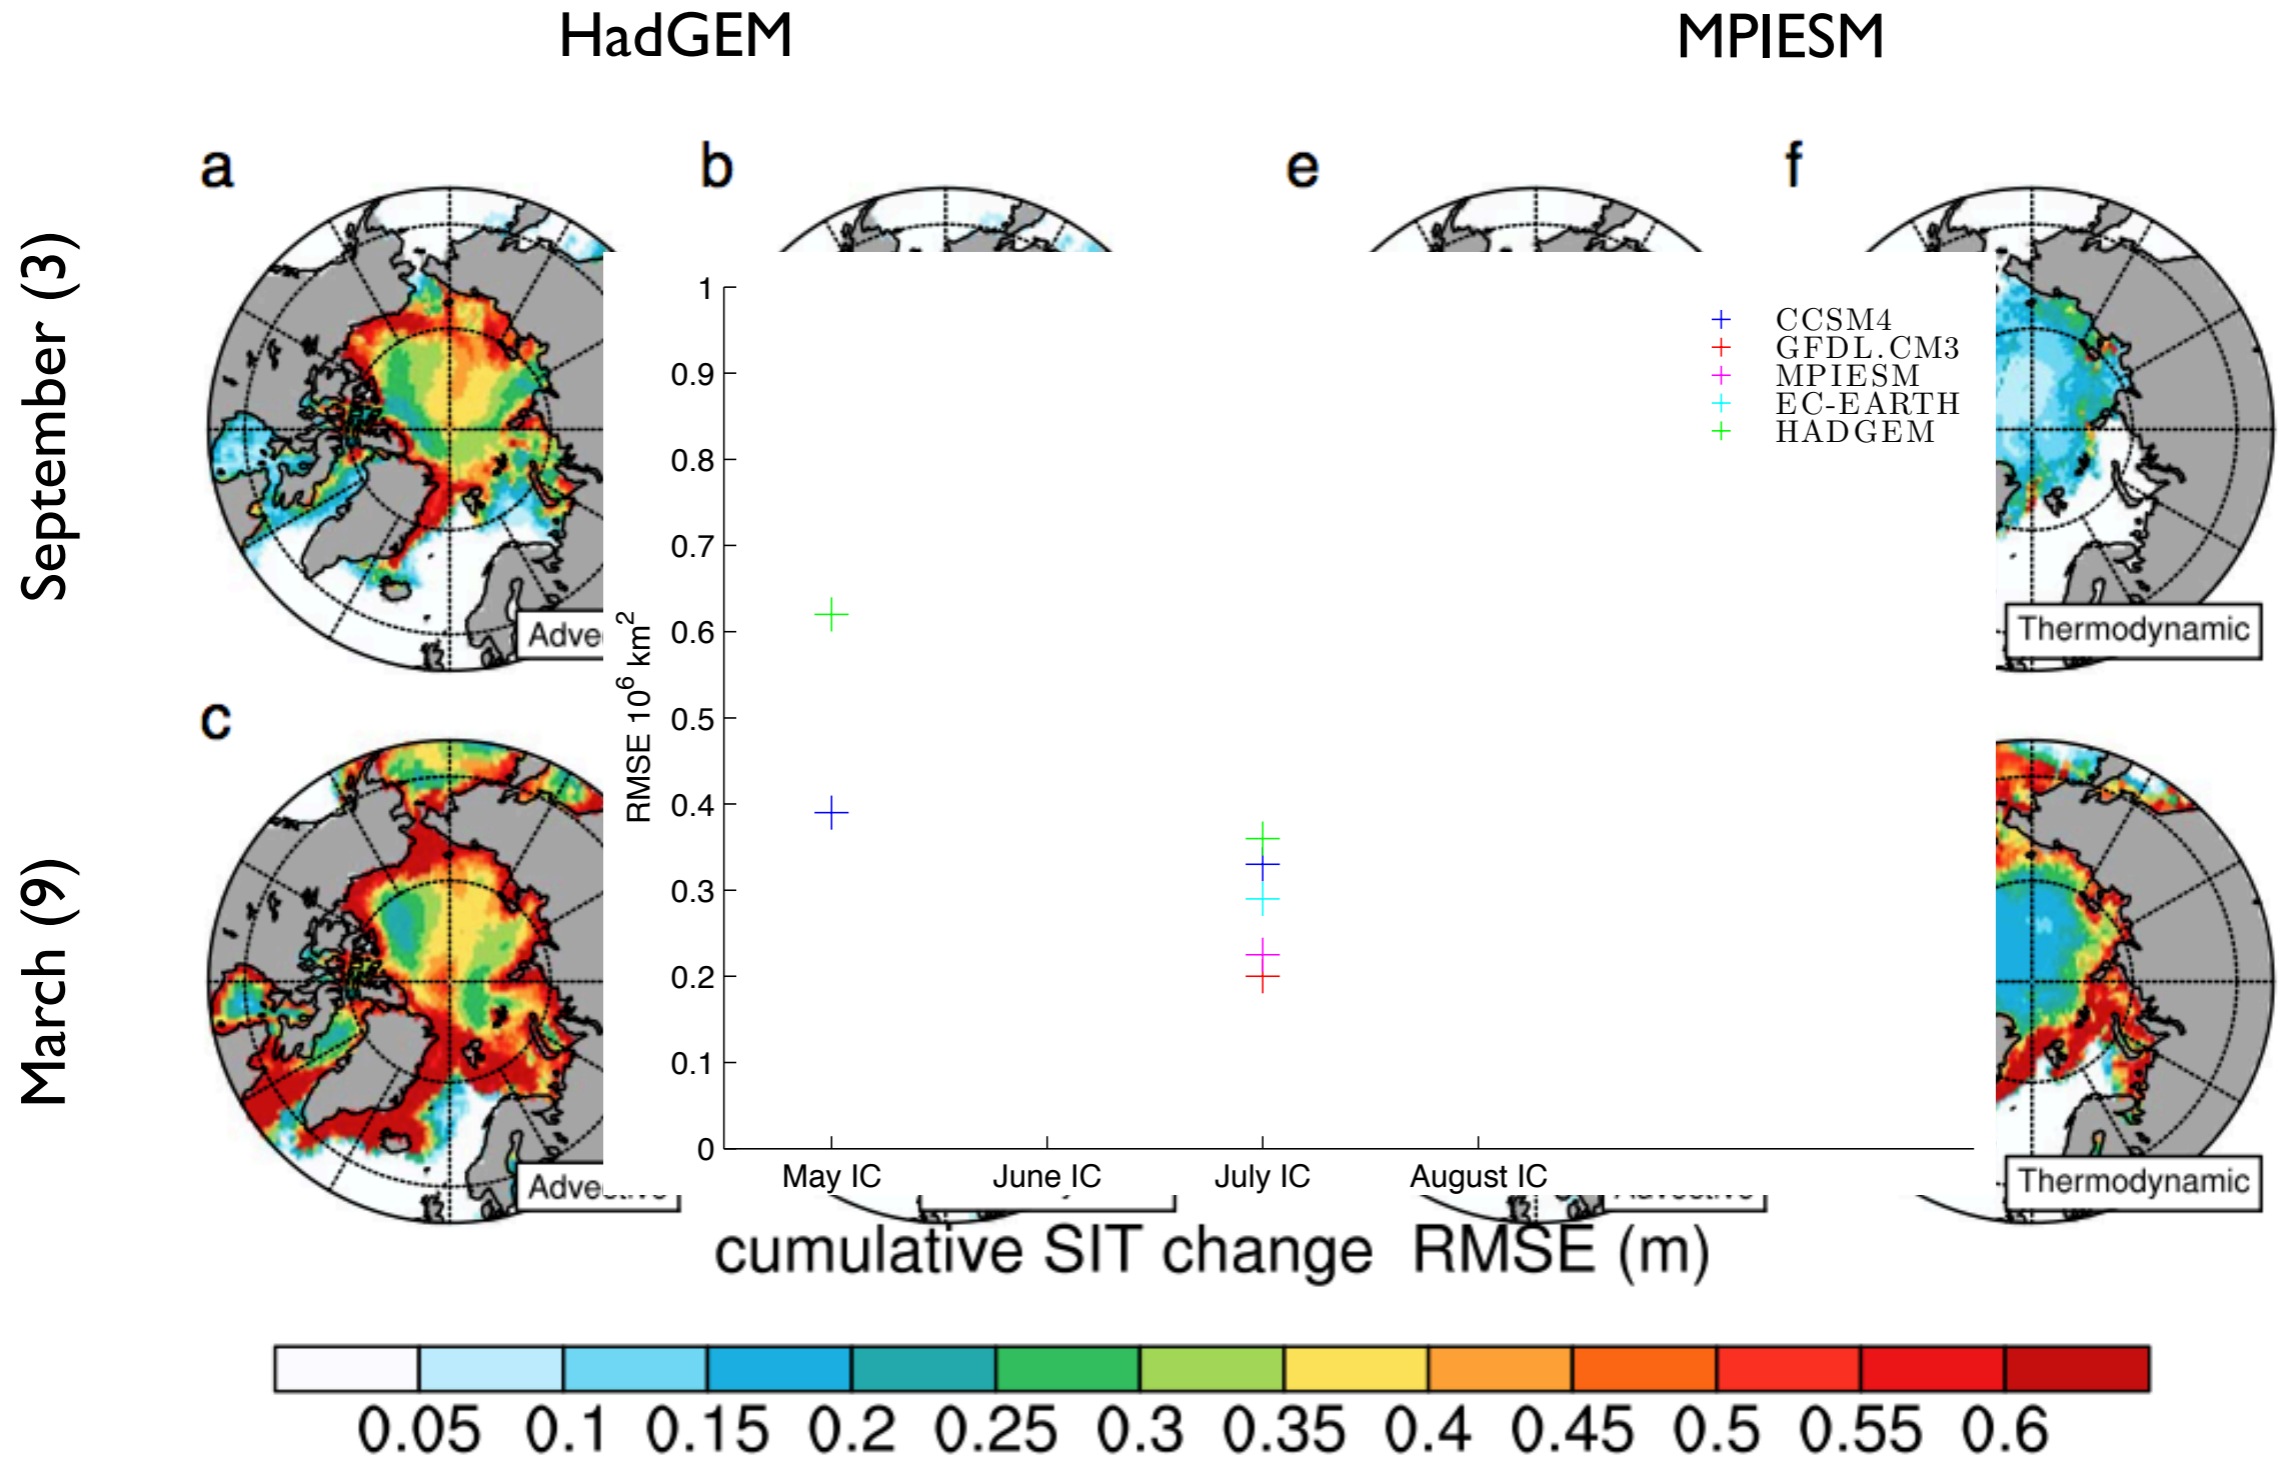 HadGEM
MPIESM
September (3)
March (9)
a
b
e
f
c
Thermodynamic
Thermodynamic
1
0.9
0.8
0.7
0.6
0.5
0.4
0.3
0.2
0.1
0
RMSE 10⁶ km²
CCSM4
GFDL.CM3
MPIESM
EC-EARTH
HADGEM
May IC
June IC
July IC
August IC
Adve
Advective
Advective
cumulative SIT change RMSE (m)
0.05 0.1 0.15 0.2 0.25 0.3 0.35 0.4 0.45 0.5 0.55 0.6